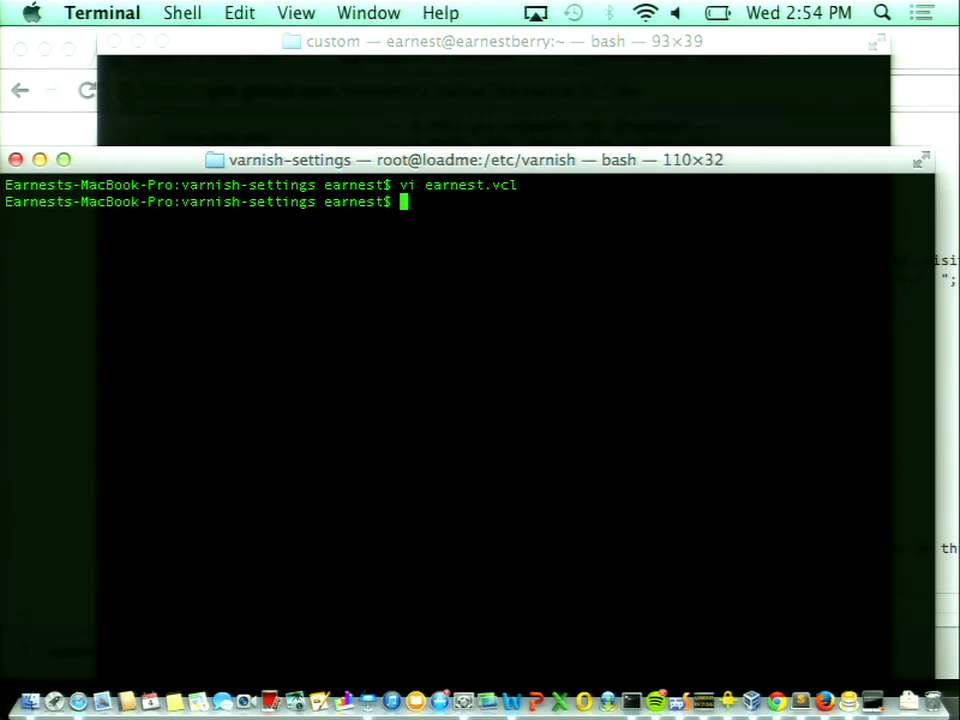 Terminal Shell Edit View Window Help Wed 2:54 PM
custom — earnest@earnestberry:~ — bash — 93×39
varnish-settings — root@loadme:/etc/varnish — bash — 110×32
Earnests-MacBook-Pro:varnish-settings earnest$ vi earnest.vcl
Earnests-MacBook-Pro:varnish-settings earnest$
";
th